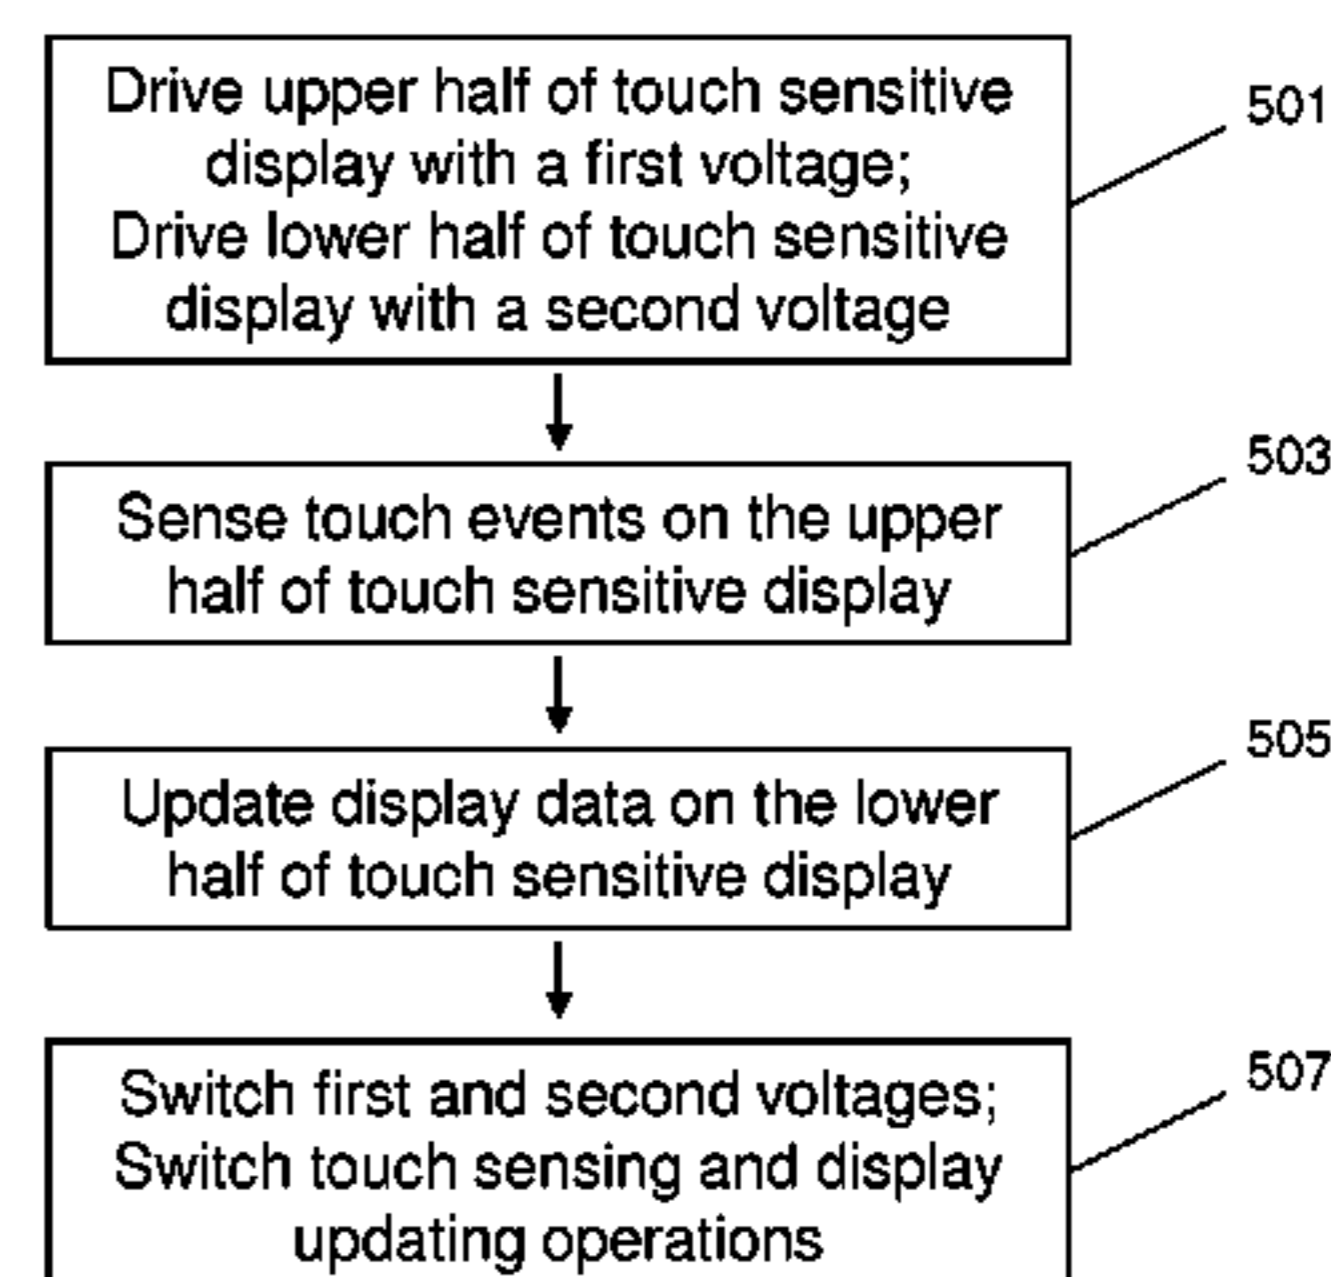 Drive upper half of touch sensitive
display with a first voltage;
Drive lower half of touch sensitive
display with a second voltage
501
Sense touch events on the upper
half of touch sensitive display
503
Update display data on the lower
half of touch sensitive display
505
Switch first and second voltages;
Switch touch sensing and display
updating operations
507